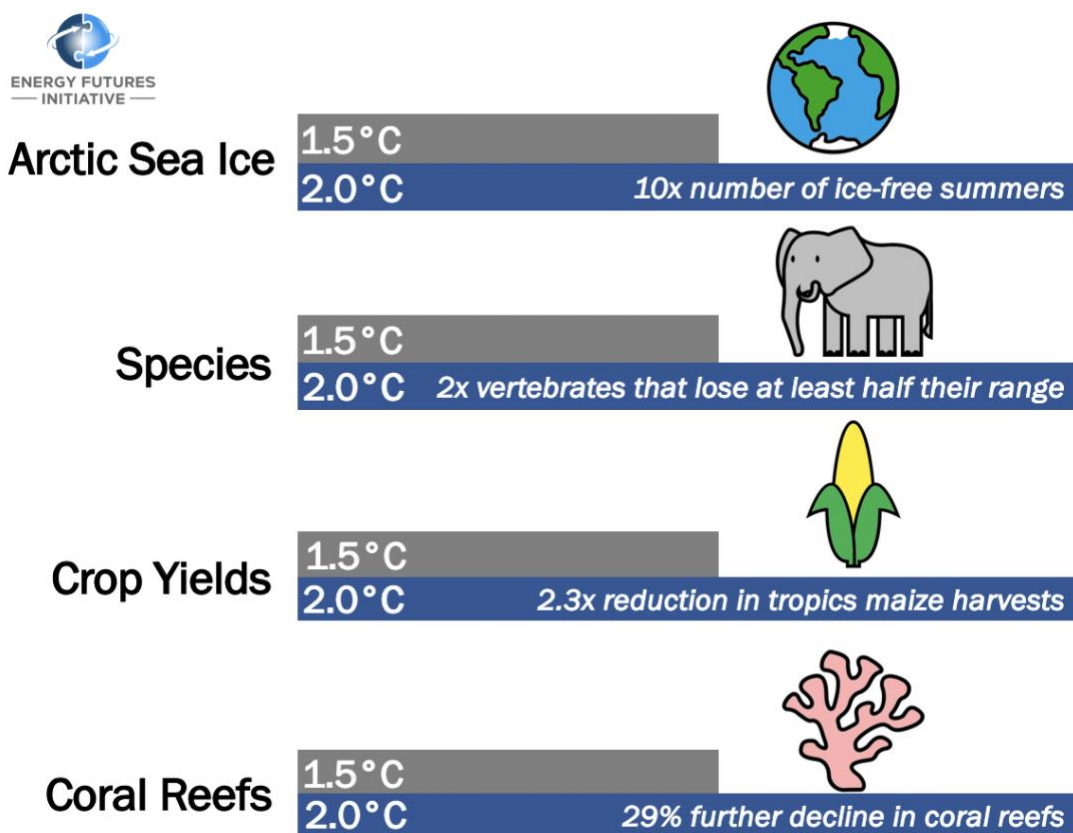 ENERGY FUTURES
INITIATIVE
Arctic Sea Ice
1.5°C
2.0°C 10x number of ice-free summers
Species
1.5°C
2.0°C 2x vertebrates that lose at least half their range
Crop Yields
1.5°C
2.0°C 2.3x reduction in tropics maize harvests
Coral Reefs
1.5°C
2.0°C 29% further decline in coral reefs